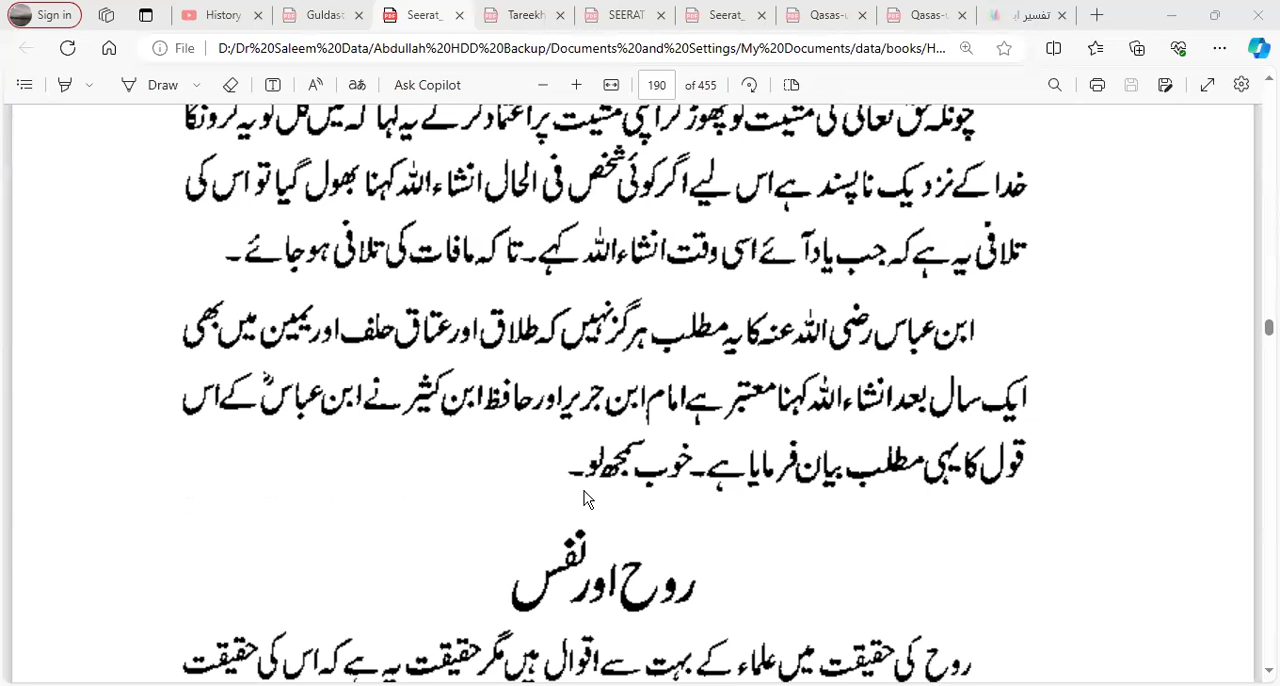 Sign in
History
Guldast
Seerat_
Tareekh
SEERAT
Seerat_
Qasas-u
Qasas-u
تفسیر ابن
File
D:/Dr%20Saleem%20Data/Abdullah%20HDD%20Backup/Documents%20and%20Settings/My%20Documents/data/books/H...
Draw
Ask Copilot
190 of 455
چونکہ حق تعالی کی مشیت کو چھوڑ کر اپنی مشیت پر اعتماد کر کے یہ کہا کہ میں کل کو یہ کرونگا
خدا کے نزدیک ناپسند ہے اس لیے اگر کوئی شخص فی الحال انشاءاللہ کہنا بھول گیا تو اس کی
تلافی یہ ہے کہ جب یاد آئے اسی وقت انشاءاللہ کہے۔ تاکہ مافات کی تلافی ہو جائے۔
ابن عباس رضی اللہ عنہ کا یہ مطلب ہرگز نہیں کہ طلاق اور عتاق حلف اور یمین میں بھی
ایک سال بعد انشاءاللہ کہنا معتبر ہے امام ابن جریر اور حافظ ابن کثیر نے ابن عباسؓ کے اس
قول کا یہی مطلب بیان فرمایا ہے۔ خوب سمجھ لو۔
روح اور نفس
روح کی حقیقت میں علماء کے بہت سے اقوال ہیں مگر حقیقت یہ ہے کہ اس کی حقیقت